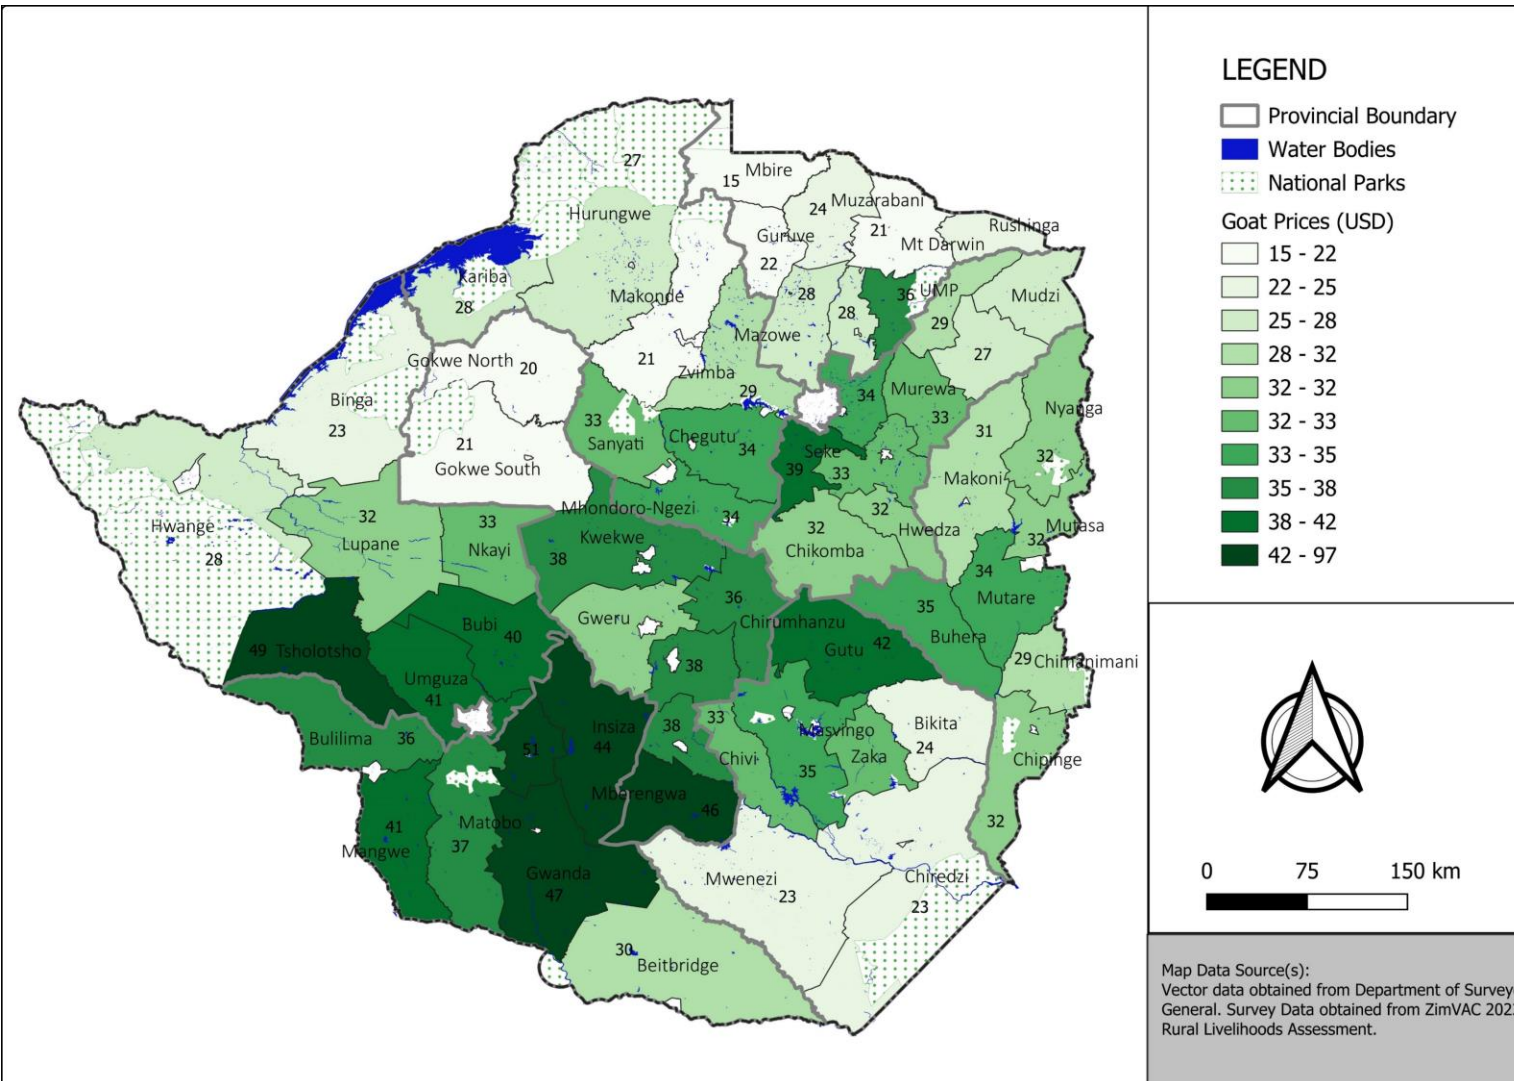 27
Mbire
15
Muzarabani
24
Hurungwe
Guruve
21
Rushinga
Mt Darwin
22
Kariba
28
Makonde
28
36
UMP
Mudzi
28
29
Mazowe
27
Gokwe North
20
21
Zvimba
29
34
Murewa
Nyanga
Binga
23
33
Sanyati
Chegutu
34
33
31
21
Gokwe South
Seke
39
33
Makoni
32
Mhondoro-Ngezi
34
32
Hwedza
Mutasa
32
Hwange
28
32
Lupane
33
Nkayi
Kwekwe
38
32
Chikomba
34
Mutare
Gweru
36
Chirumhanzu
35
Buhera
Bubi
40
42
Gutu
49
Tsholotsho
38
29
Chimanimani
Umguza
41
Bulilima
36
51
Insiza
44
38
33
Masvingo
Bikita
24
Chivi
35
Zaka
Chipinge
Mberengwa
46
32
41
Mangwe
Matobo
37
Gwanda
47
Mwenezi
23
Chiredzi
23
30
Beitbridge
LEGEND
Provincial Boundary
Water Bodies
National Parks
Goat Prices (USD)
15 - 22
22 - 25
25 - 28
28 - 32
32 - 32
32 - 33
33 - 35
35 - 38
38 - 42
42 - 97
0 75 150 km
Map Data Source(s):
Vector data obtained from Department of Survey
General. Survey Data obtained from ZimVAC 202
Rural Livelihoods Assessment.